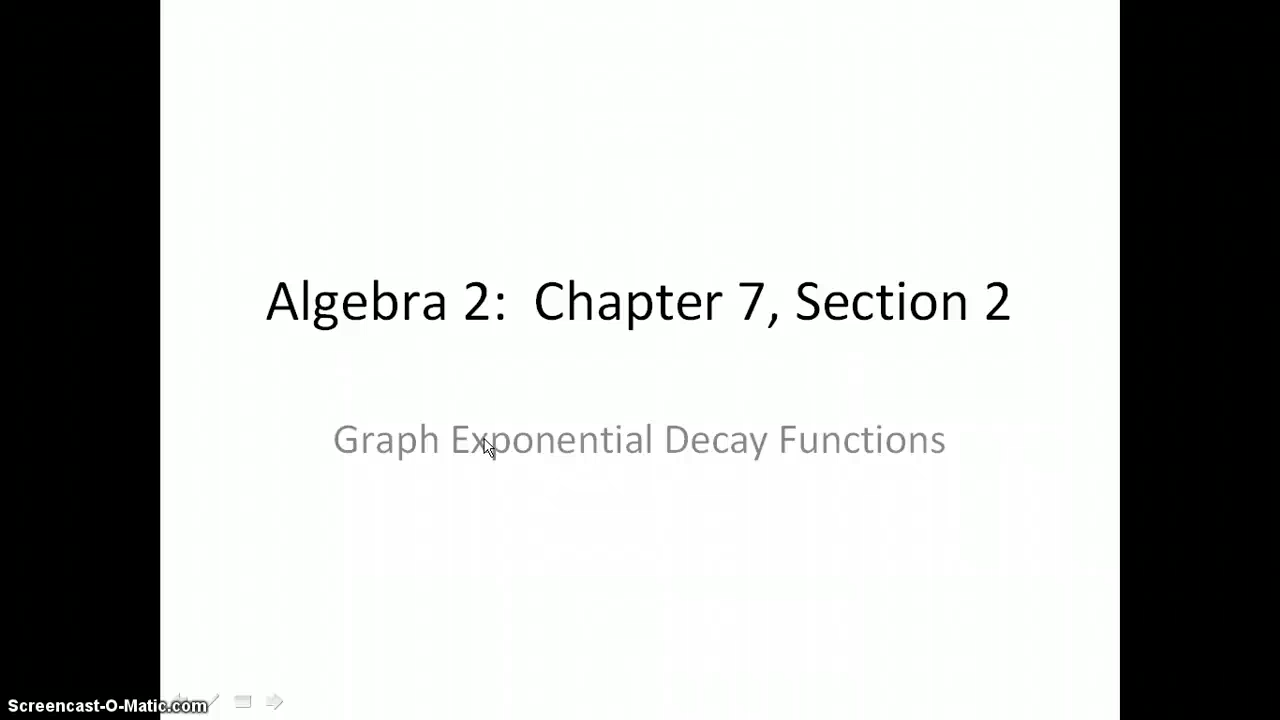 Algebra 2:  Chapter 7, Section 2
Graph Exponential Decay Functions
Screencast-O-Matic.com